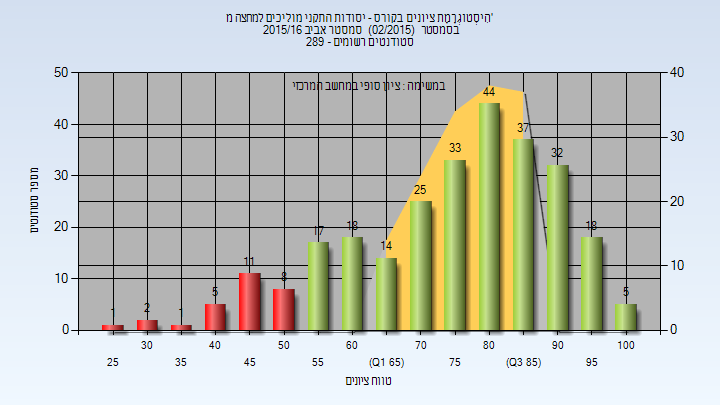 הִיסְטוֹגְרָמַת ציונים בקורס - יסודות התקני מוליכים למחצה מ'
בסמסטר (02/2015) סמסטר אביב 2015/16
סטודנטים רשומים - 289
במשימה : ציון סופי במחשב המרכזי
מספר סטודנטים
50 40 30 20 10 0
40 30 20 10 0
1 2 1 5 11 8 17 18 14 25 33 44 37 32 18 5
30 40 50 60 70 80 90 100
25 35 45 55 (Q1 65) 75 (Q3 85) 95
טווח ציונים